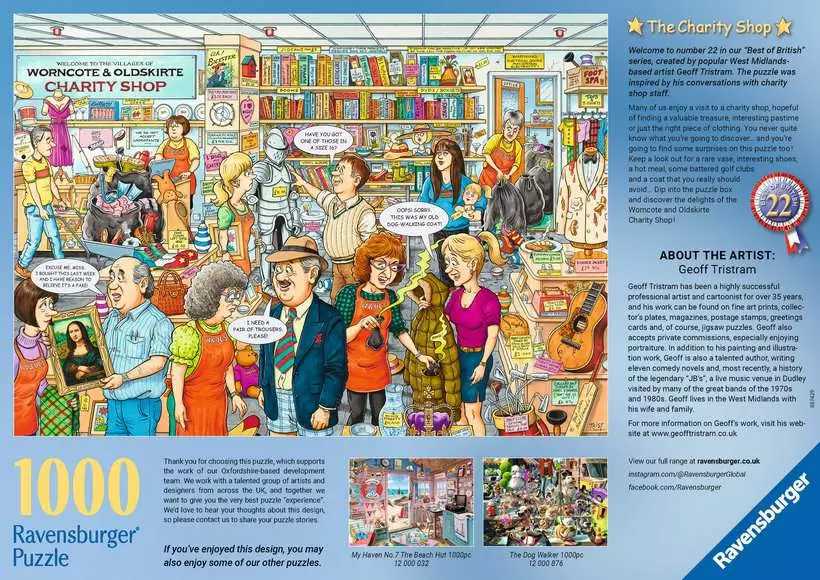 WELCOME TO THE VILLAGES OF
WORNCOTE & OLDSKIRTE
CHARITY SHOP
BOOKS
FOOT
SPA
OFFICE
HAVE YOU GOT
ONE OF THOSE IN
A SIZE 16?
OOPS! SORRY.
THIS WAS MY OLD
DOG-WALKING COAT!
EXCUSE ME, MISS,
I BOUGHT THIS LAST WEEK
AND I HAVE REASON TO
BELIEVE IT'S A FAKE!
I NEED A
PAIR OF TROUSERS,
PLEASE!
The Charity Shop
Welcome to number 22 in our "Best of British"
series, created by popular West Midlands-
based artist Geoff Tristram. The puzzle was
inspired by his conversations with charity
shop staff.
Many of us enjoy a visit to a charity shop, hopeful
of finding a valuable treasure, interesting pastime
or just the right piece of clothing. You never quite
know what you're going to discover... and you're
going to find some surprises on this puzzle too!
Keep a look out for a rare vase, interesting shoes,
a hot meal, some battered golf clubs
and a coat that you really should
avoid... Dip into the puzzle box
and discover the delights of the
Worncote and Oldskirte
Charity Shop!
BEST OF BRITISH
22
ABOUT THE ARTIST:
Geoff Tristram
Geoff Tristram has been a highly successful
professional artist and cartoonist for over 35 years,
and his work can be found on fine art prints, collec-
tor's plates, magazines, postage stamps, greetings
cards and, of course, jigsaw puzzles. Geoff also
accepts private commissions, especially enjoying
portraiture. In addition to his painting and illustra-
tion work, Geoff is also a talented author, writing
eleven comedy novels and, most recently, a history
of the legendary "JB's", a live music venue in Dudley
visited by many of the great bands of the 1970s
and 1980s. Geoff lives in the West Midlands with
his wife and family.
For more information on Geoff's work, visit his web-
site at www.geofftristram.co.uk
View our full range at ravensburger.co.uk
instagram.com/@RavensburgerGlobal
facebook.com/Ravensburger
Ravensburger
1000
Ravensburger®
Puzzle
Thank you for choosing this puzzle, which supports
the work of our Oxfordshire-based development
team. We work with a talented group of artists and
designers from across the UK, and together we
want to give you the very best puzzle "experience".
We'd love to hear your thoughts about this design,
so please contact us to share your puzzle stories.
If you've enjoyed this design, you may
also enjoy some of our other puzzles.
My Haven No.7 The Beach Hut 1000pc
12 000 032
The Dog Walker 1000pc
12 000 876